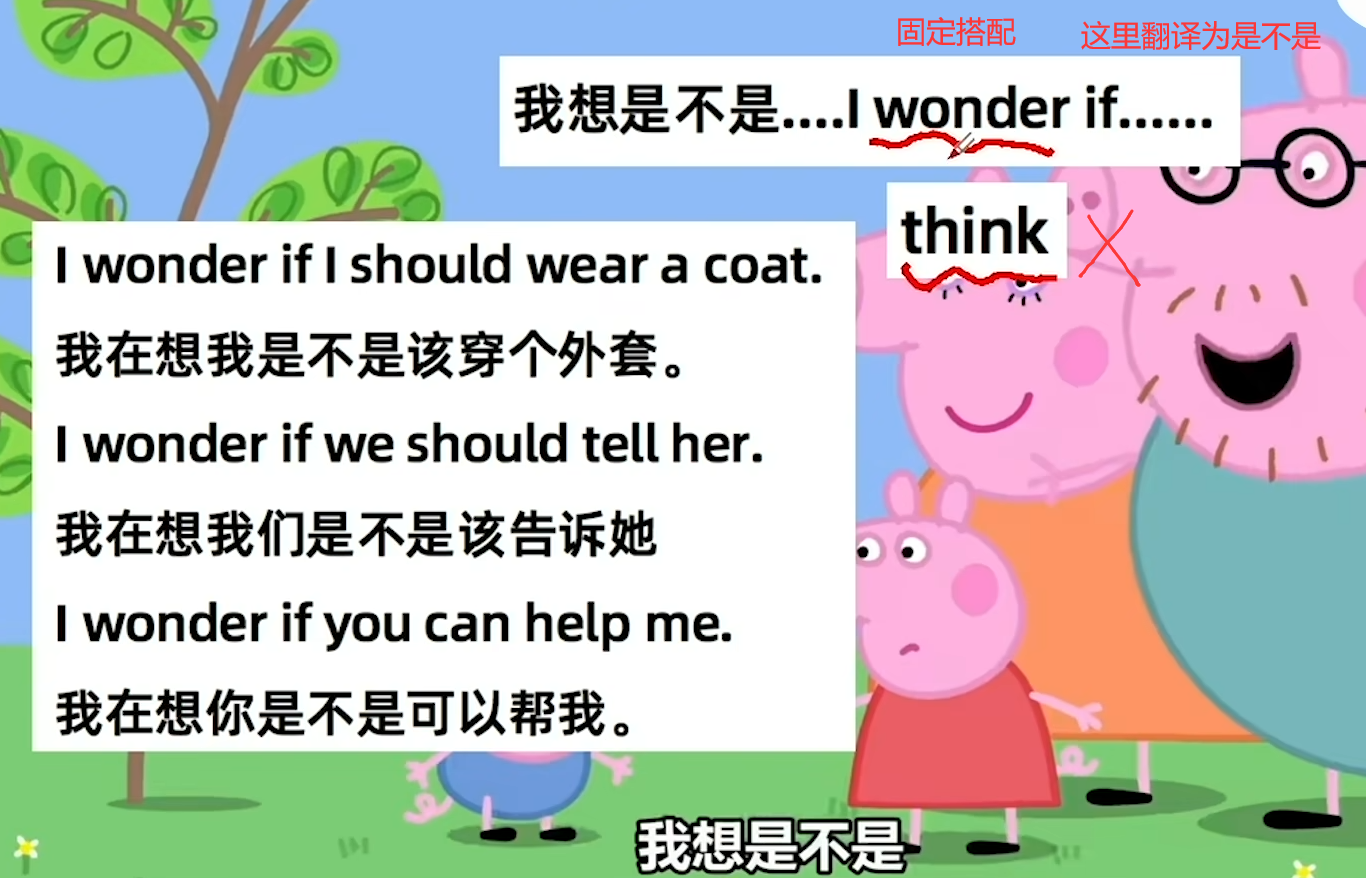 固定搭配 这里翻译为是不是
我想是不是....I wonder if......
think
I wonder if I should wear a coat.
我在想我是不是该穿个外套。
I wonder if we should tell her.
我在想我们是不是该告诉她
I wonder if you can help me.
我在想你是不是可以帮我。
我想是不是